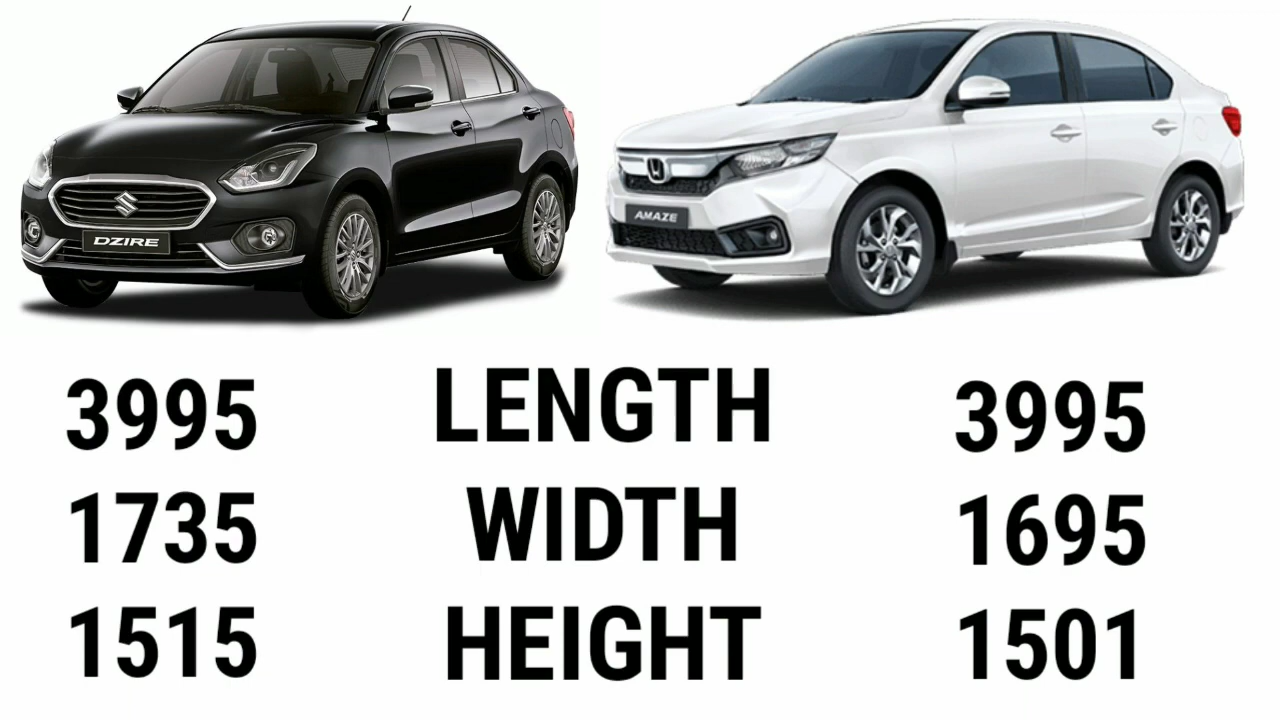 DZIRE
AMAZE
3995 LENGTH 3995
1735 WIDTH 1695
1515 HEIGHT 1501